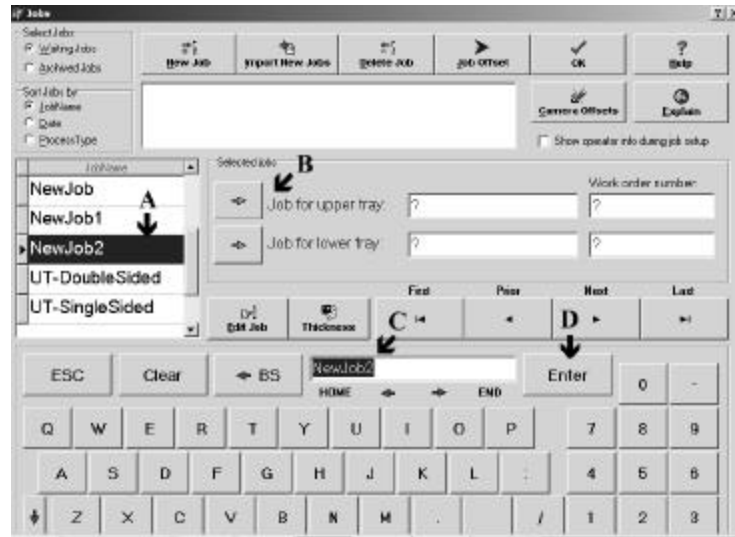 Jobs
Select Jobs
Waiting Jobs
Archived Jobs
New Job
Import New Jobs
Delete Job
Job Offset
OK
Help
Sort Jobs by
JobName
Date
ProcessType
Camera Offsets
Explain
Show operator info during job setup
JobName
NewJob
NewJob1
NewJob2
UT-DoubleSided
UT-SingleSided
A
Selected Jobs
B
Work order number:
Job for upper tray: ? ?
Job for lower tray: ? ?
First Prior Next Last
Edit Job
Thickness
C
D
ESC Clear BS NewJob2 Enter 0 -
HOME END
Q W E R T Y U I O P 7 8 9
A S D F G H J K L : 4 5 6
Z X C V B N M . / 1 2 3